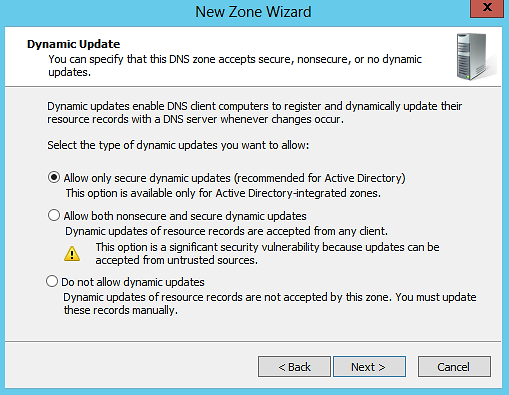 New Zone Wizard
x
Dynamic Update
You can specify that this DNS zone accepts secure, nonsecure, or no dynamic
updates.
Dynamic updates enable DNS client computers to register and dynamically update their
resource records with a DNS server whenever changes occur.
Select the type of dynamic updates you want to allow:
Allow only secure dynamic updates (recommended for Active Directory)
This option is available only for Active Directory-integrated zones.
Allow both nonsecure and secure dynamic updates
Dynamic updates of resource records are accepted from any client.
This option is a significant security vulnerability because updates can be
accepted from untrusted sources.
Do not allow dynamic updates
Dynamic updates of resource records are not accepted by this zone. You must update
these records manually.
< Back
Next >
Cancel